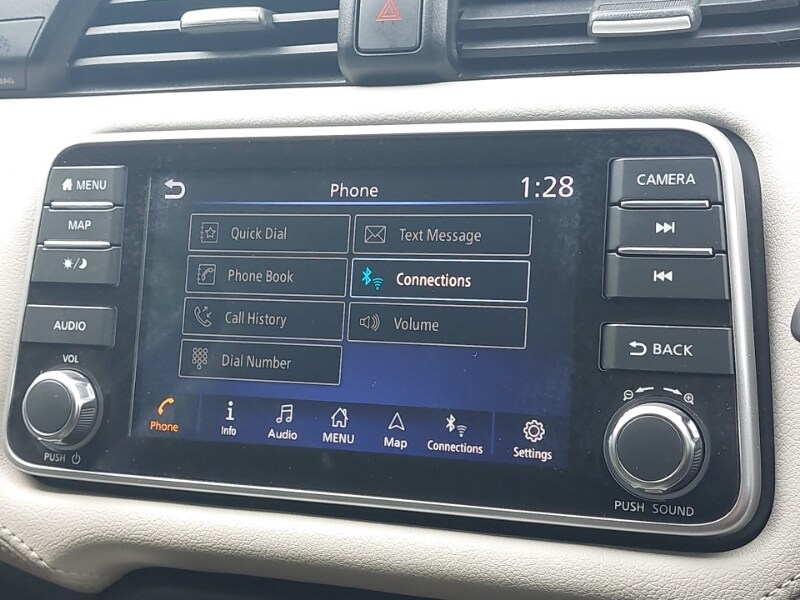 AG
MENU
MAP
AUDIO
VOL
PUSH
Phone 1:28
Quick Dial
Text Message
Phone Book
Connections
Call History
Volume
Dial Number
Phone Info Audio MENU Map Connections Settings
CAMERA
BACK
PUSH SOUND